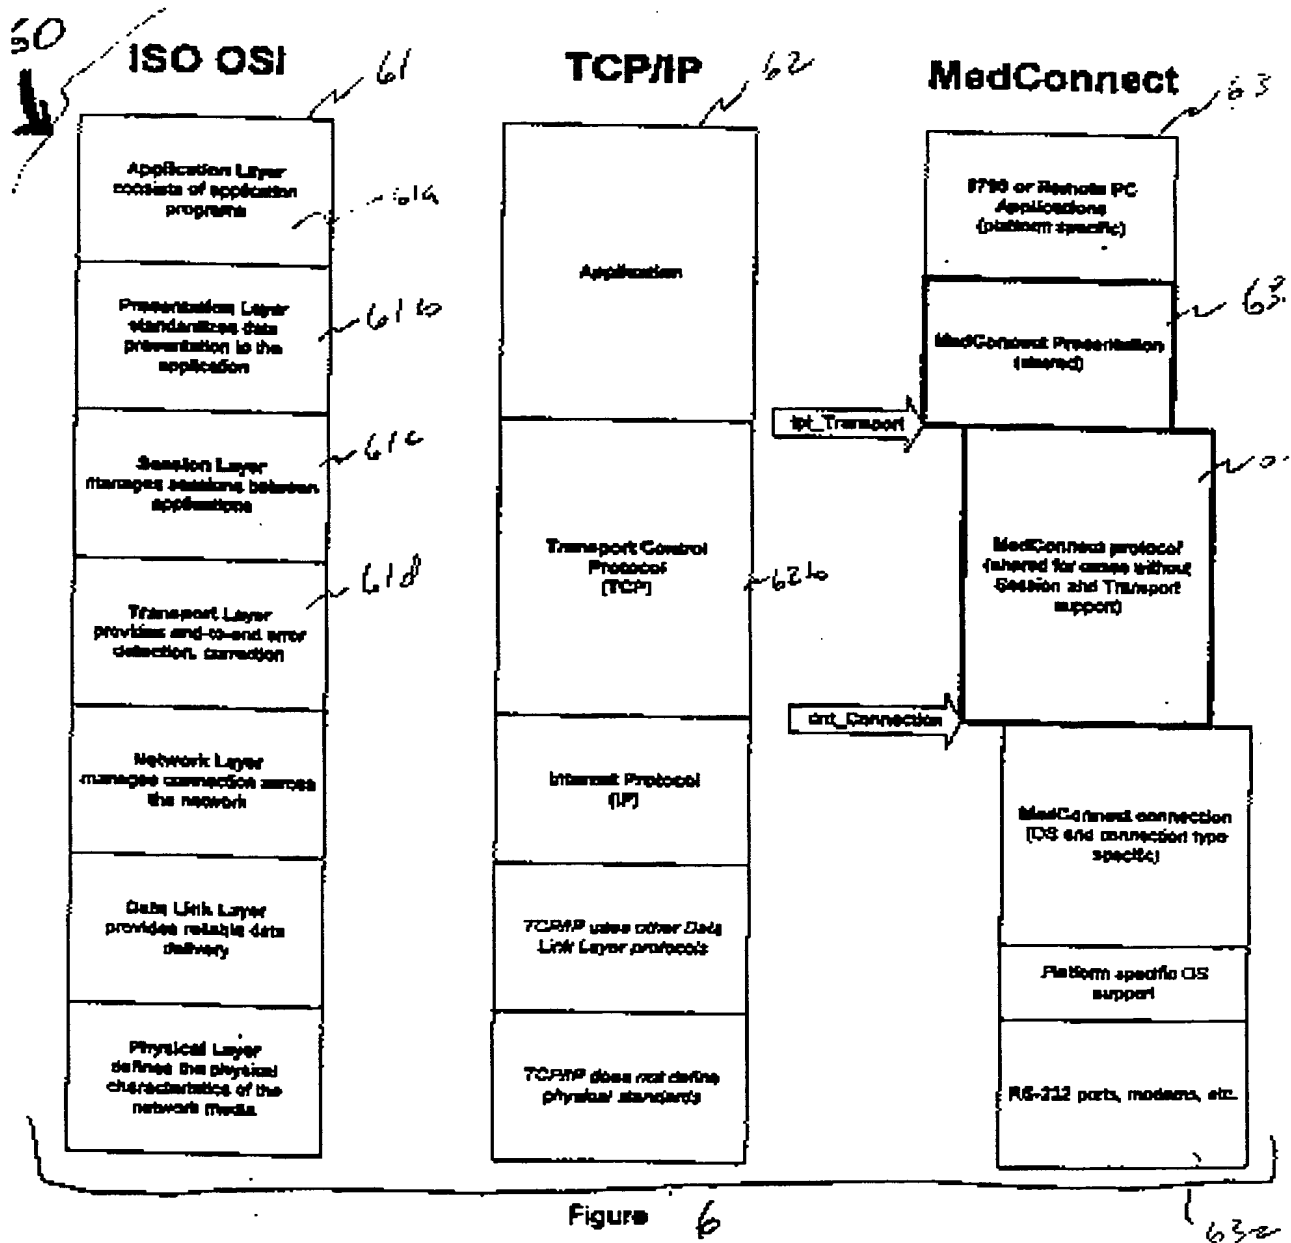 60
ISO OSI
61
TCP/IP
62
MedConnect
63
Application Layer
consists of application
programs
61a
Presentation Layer
standardizes data
presentation to the
application
61b
Session Layer
manages sessions between
applications
61c
Transport Layer
provides end-to-end error
detection, correction
61d
Network Layer
manages connection across
the network
Data Link Layer
provides reliable data
delivery
Physical Layer
defines the physical
characteristics of the
network media
Application
Transport Control
Protocol
[TCP]
62b
Internet Protocol
[IP]
TCP/IP uses other Data
Link Layer protocols
TCP/IP does not define
physical standards
or Remote PC
Applications
(platform specific)
63
MedConnect Presentation
(shared)
tpt_Transport
MedConnect protocol
(shared for cases without
Session and Transport
support)
cnt_Connection
MedConnect connection
(OS and connection type
specific)
Platform specific OS
support
RS-232 ports, modems, etc.
Figure 6